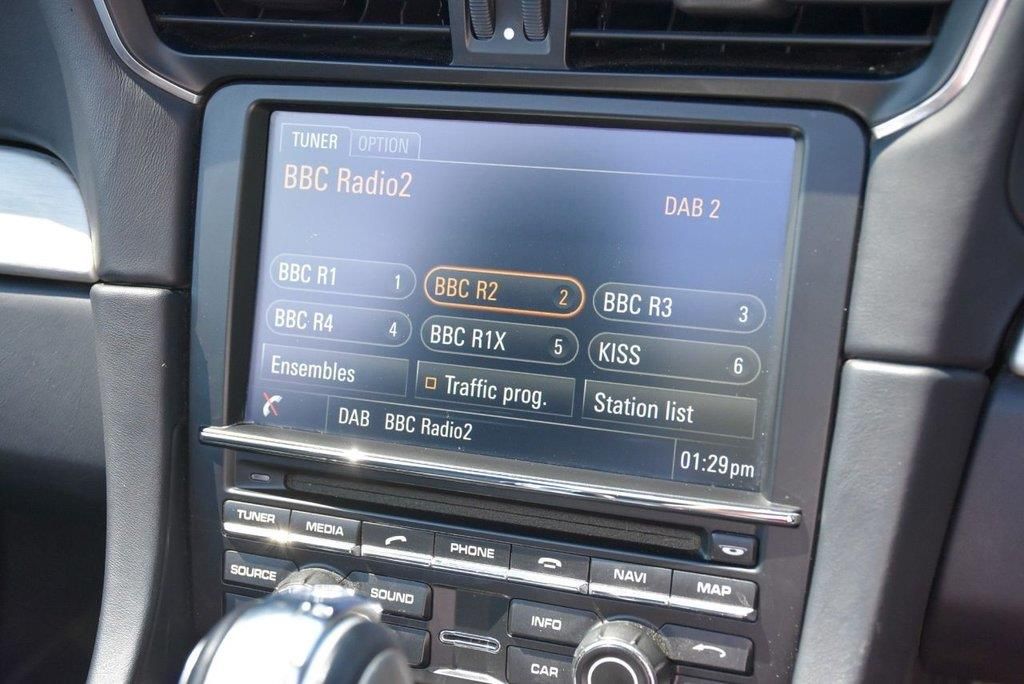 TUNER OPTION
BBC Radio2
DAB 2
BBC R1 1 BBC R2 2 BBC R3 3
BBC R4 4 BBC R1X 5 KISS 6
Ensembles Traffic prog. Station list
DAB BBC Radio2
01:29pm
TUNER MEDIA PHONE NAVI MAP
SOURCE SOUND INFO
CAR